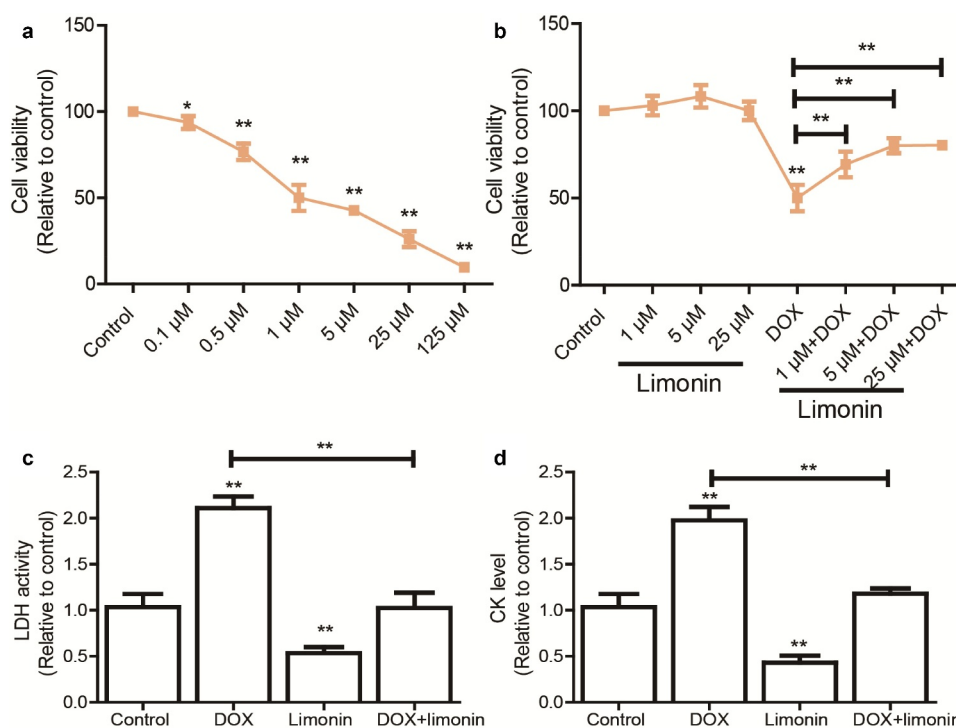 a
Cell viability
(Relative to control)
150
100
50
0
*
**
**
**
**
**
Control
0.1 µM
0.5 µM
1 µM
5 µM
25 µM
125 µM
b
Cell viability
(Relative to control)
150
100
50
0
**
**
**
**
Control
1 µM
5 µM
25 µM
DOX
1 µM+DOX
5 µM+DOX
25 µM+DOX
Limonin
Limonin
c
LDH activity
(Relative to control)
2.5
2.0
1.5
1.0
0.5
0.0
**
**
**
Control
DOX
Limonin
DOX+limonin
d
CK level
(Relative to control)
2.5
2.0
1.5
1.0
0.5
0.0
**
**
**
Control
DOX
Limonin
DOX+limonin